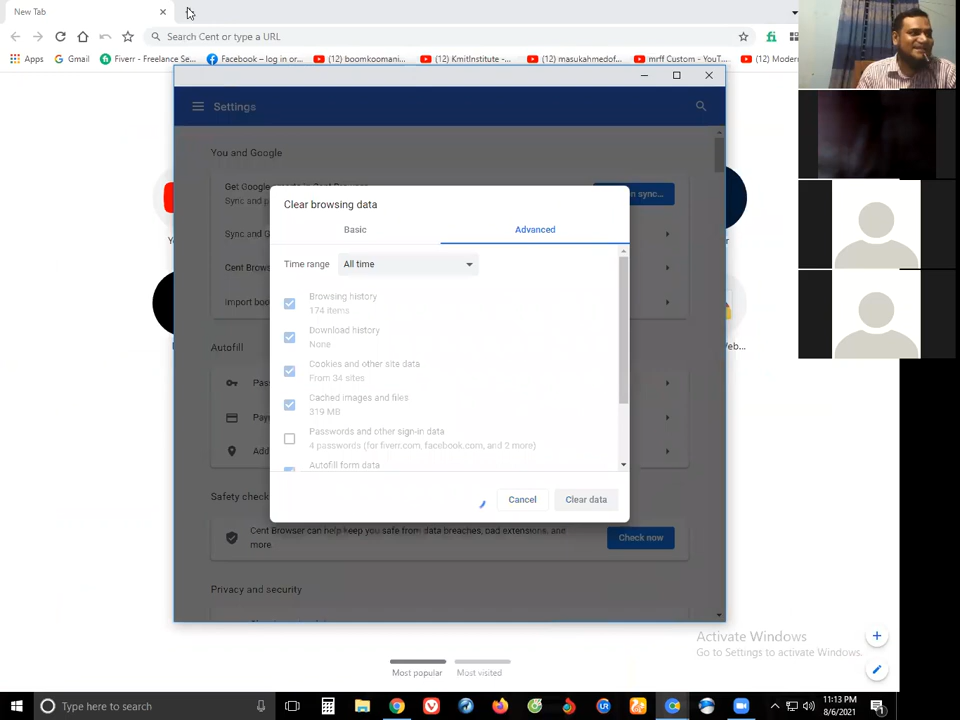 New Tab
Search Cent or type a URL
Apps
Gmail
Fiverr - Freelance Se...
Facebook – log in or...
(12) boomkoomani...
(12) KmitInstitute -...
(12) masukahmedof...
mrff Custom - YouT...
(12) Modern
Settings
You and Google
Sync and
Sync and G
Cent Brows
Import boo
Autofill
Pass
Payn
Add
Safety check
Cent Browser can help keep you safe from data breaches, bad extensions, and
more
Check now
Privacy and security
Clear browsing data
Basic
Advanced
Time range
All time
Browsing history
174 items
Download history
None
Cookies and other site data
From 34 sites
Cached images and files
319 MB
Passwords and other sign-in data
4 passwords (for fiverr.com, facebook.com, and 2 more)
Autofill form data
Cancel
Clear data
Most popular
Most visited
Activate Windows
Go to Settings to activate Windows.
Type here to search
11:13 PM
8/6/2021